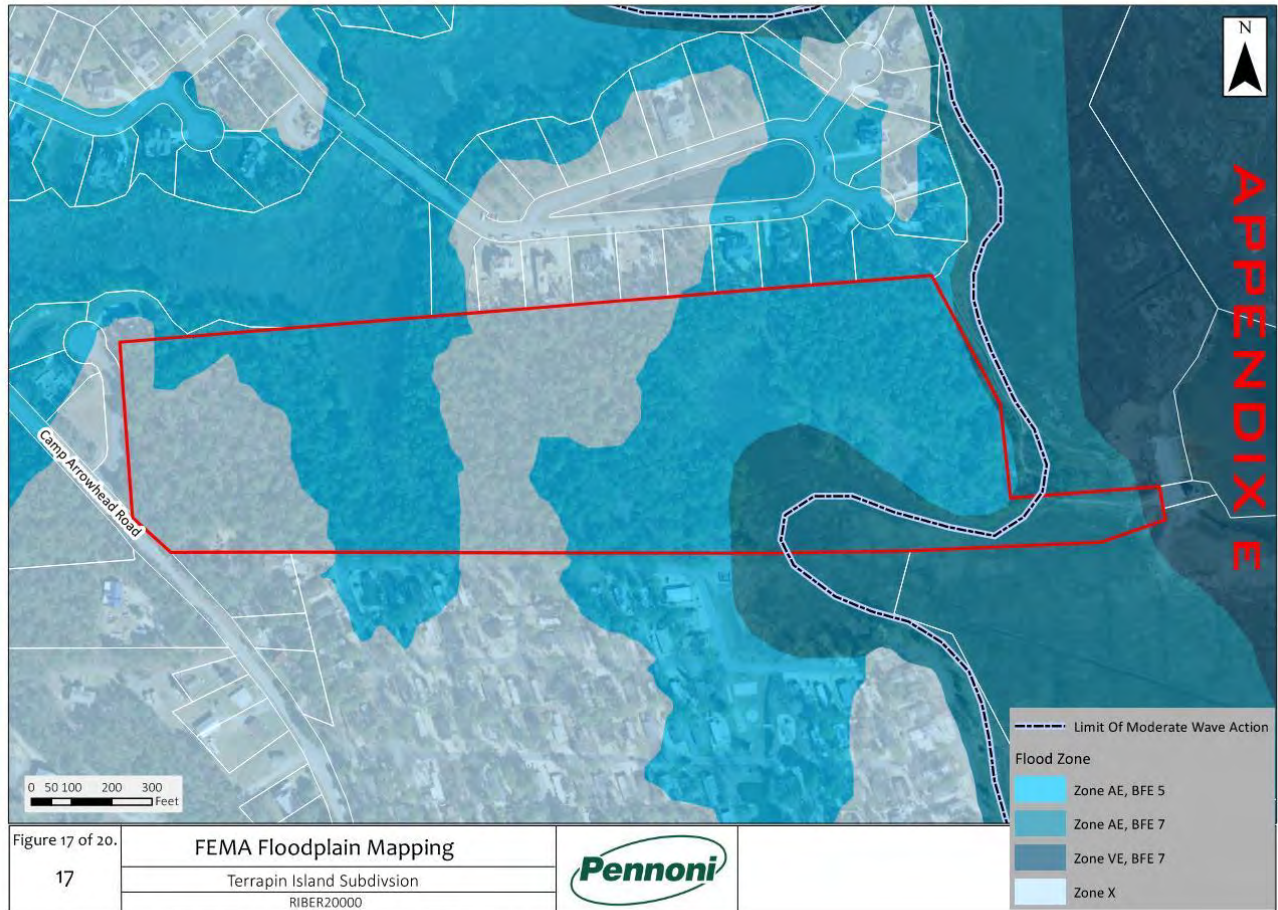 N
APPENDIX E
Camp Arrowhead Road
0 50 100 200 300
Feet
Limit Of Moderate Wave Action
Flood Zone
Zone AE, BFE 5
Zone AE, BFE 7
Zone VE, BFE 7
Zone X
Figure 17 of 20.
17
FEMA Floodplain Mapping
Terrapin Island Subdivsion
RIBER20000
Pennoni